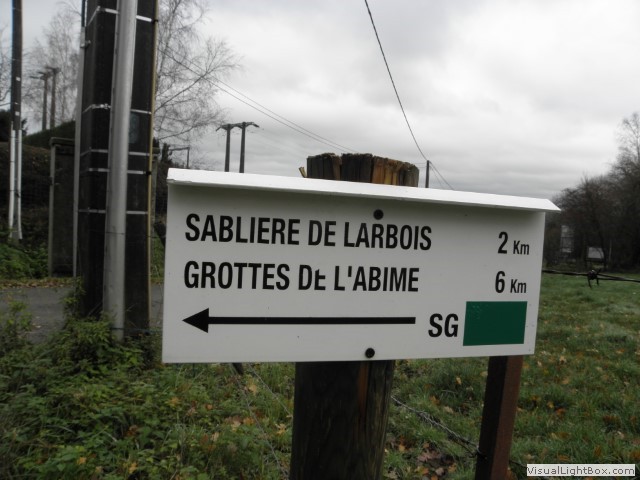 SABLIERE DE LARBOIS 2 Km
GROTTES DE L'ABIME 6 Km
SG
VisualLightBox.com